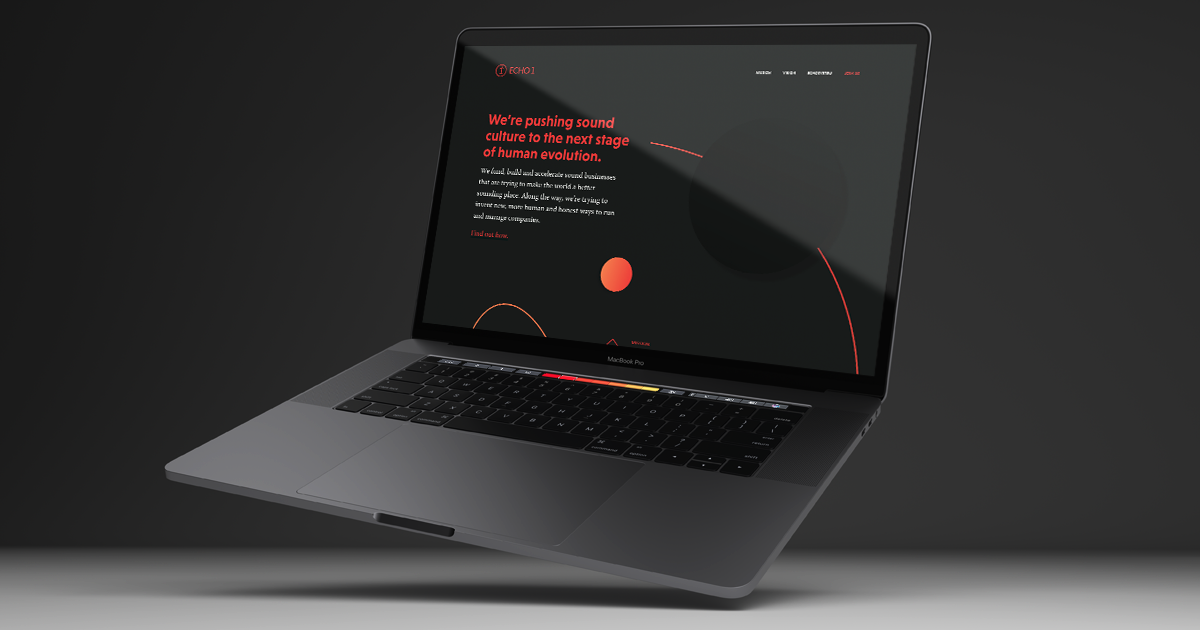 ECHO 1
MISSION VISION JOIN US
We're pushing sound
culture to the next stage
of human evolution.
We fund, build and accelerate sound businesses
that are trying to make the world a better
sounding place. Along the way, we're trying to
invent new, more human and honest ways to run
and manage companies.
Find out how.
MacBook Pro
command option